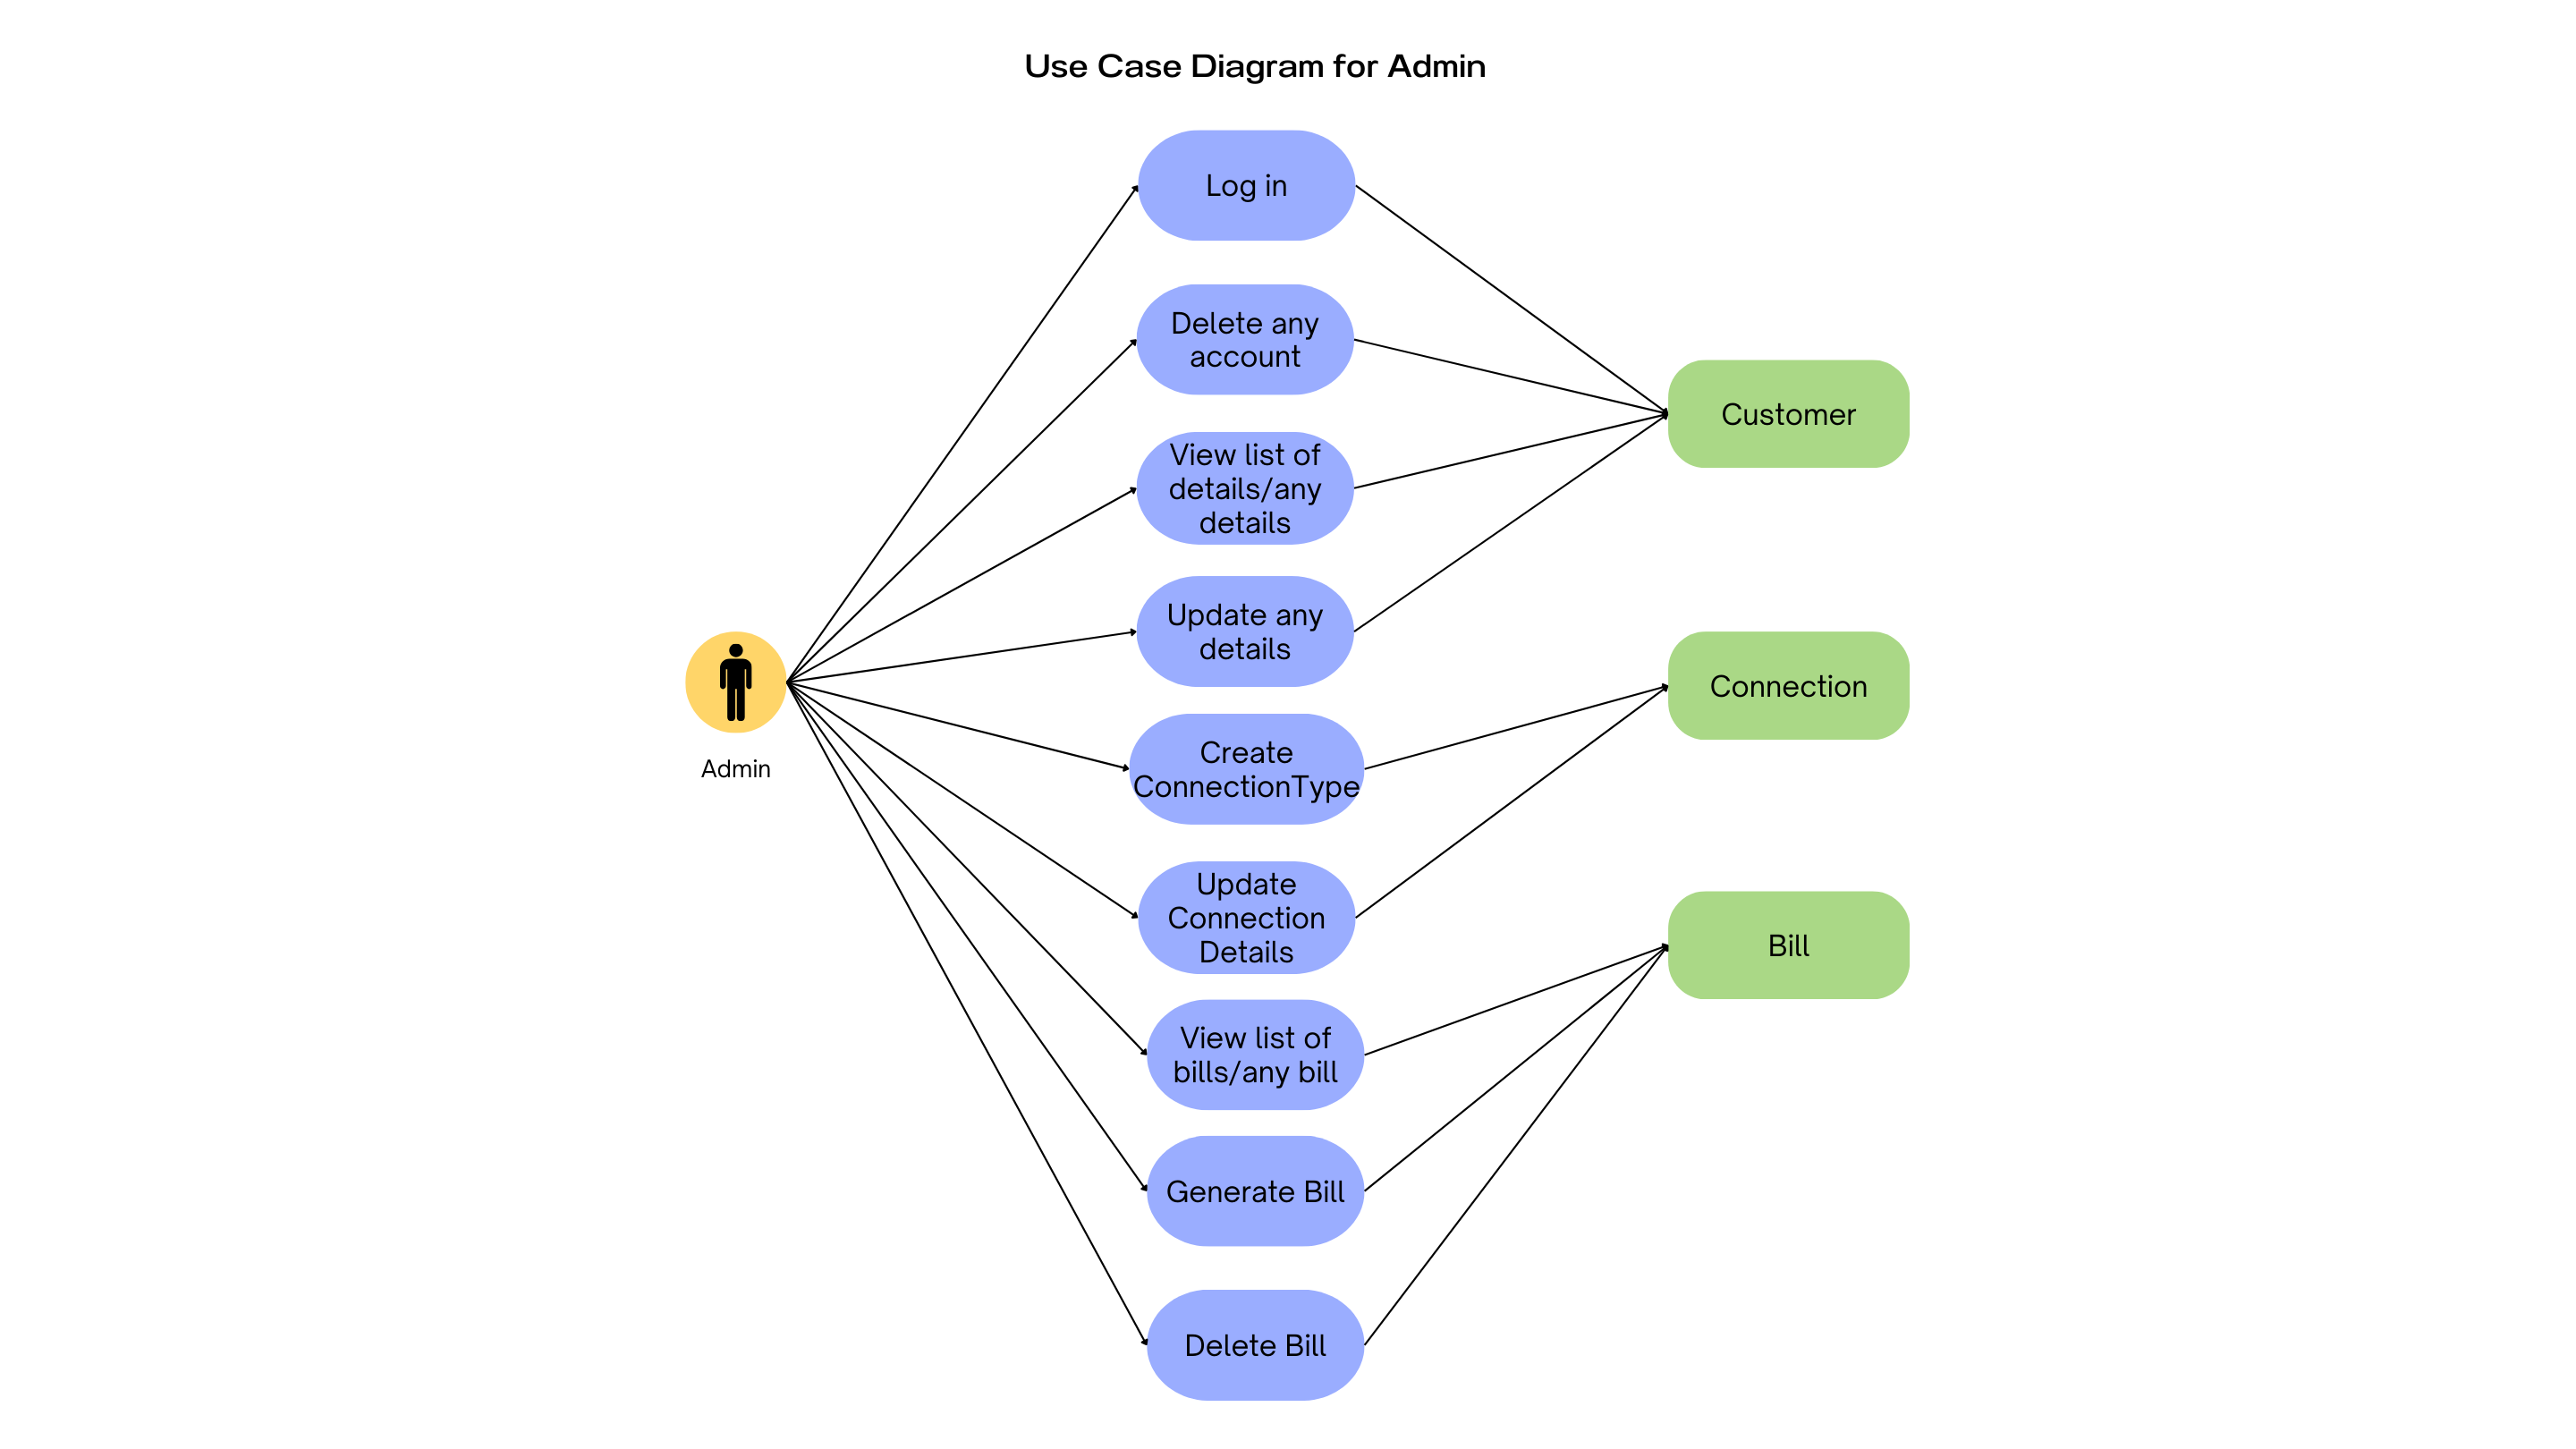 Use Case Diagram for Admin
Log in
Delete any
account
View list of
details/any
details
Update any
details
Create
ConnectionType
Update
Connection
Details
View list of
bills/any bill
Generate Bill
Delete Bill
Admin
Customer
Connection
Bill